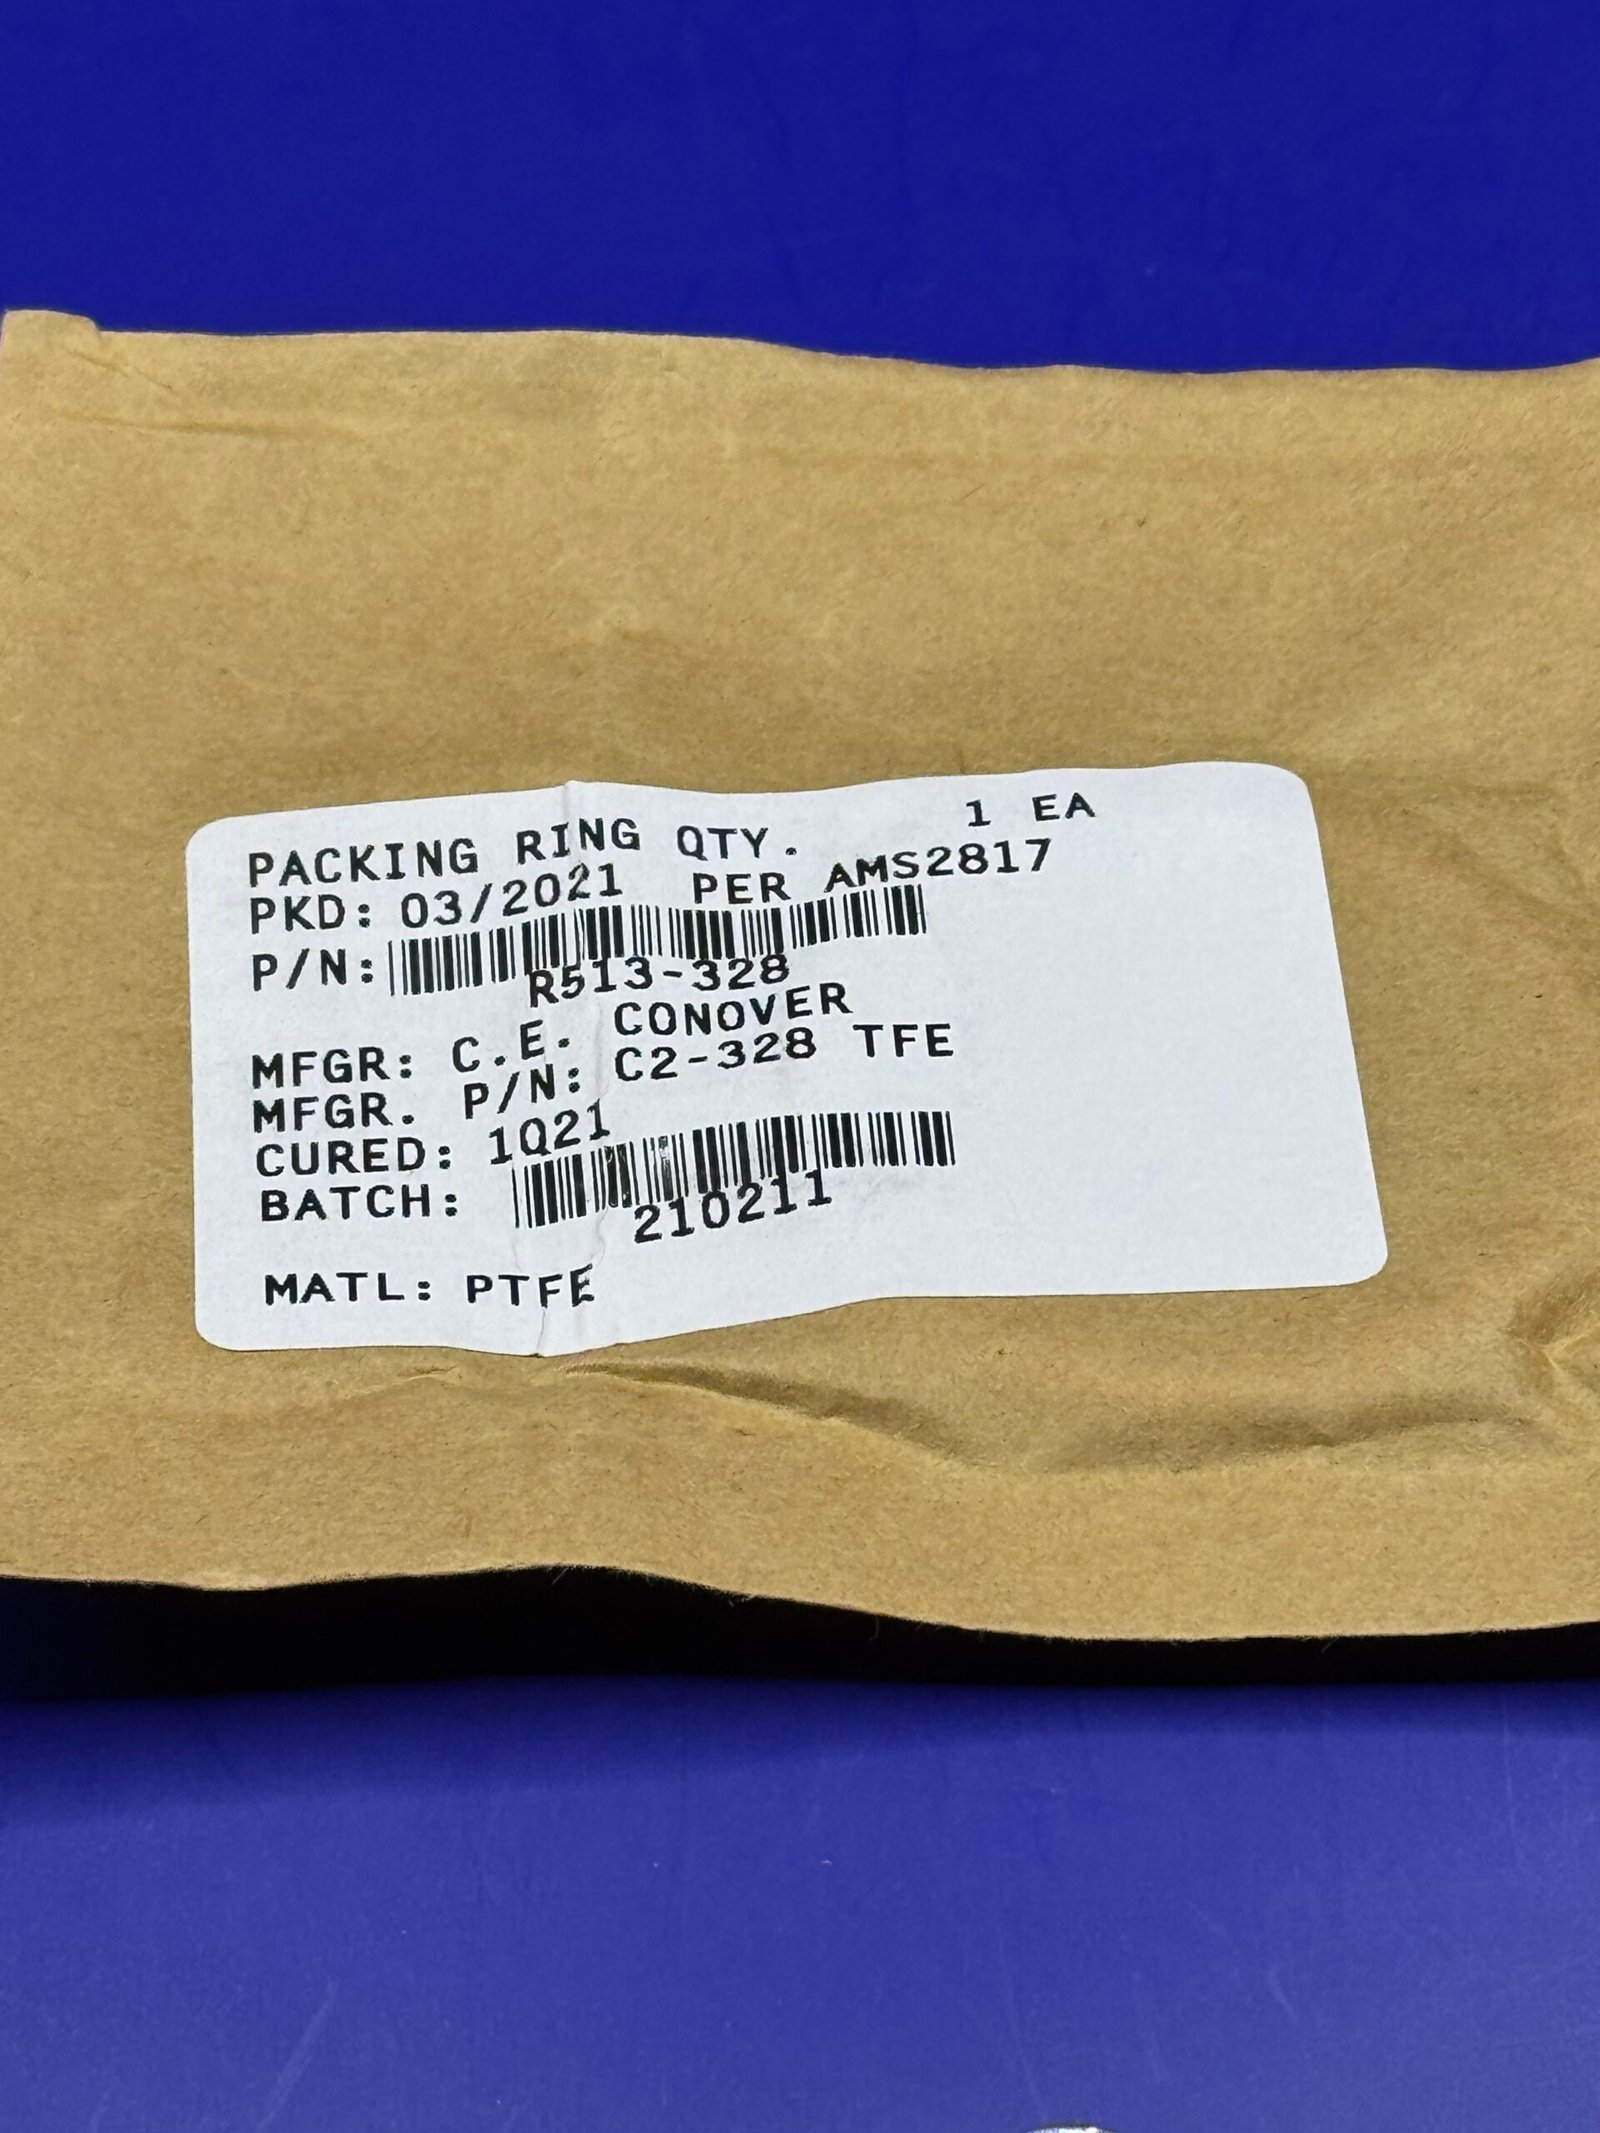 PACKING RING QTY. 1 EA
PKD: 03/2021 PER AMS2817
P/N:
R513-328
MFGR: C.E. CONOVER
MFGR. P/N: C2-328 TFE
CURED: 1Q21
BATCH:
210211
MATL: PTFE